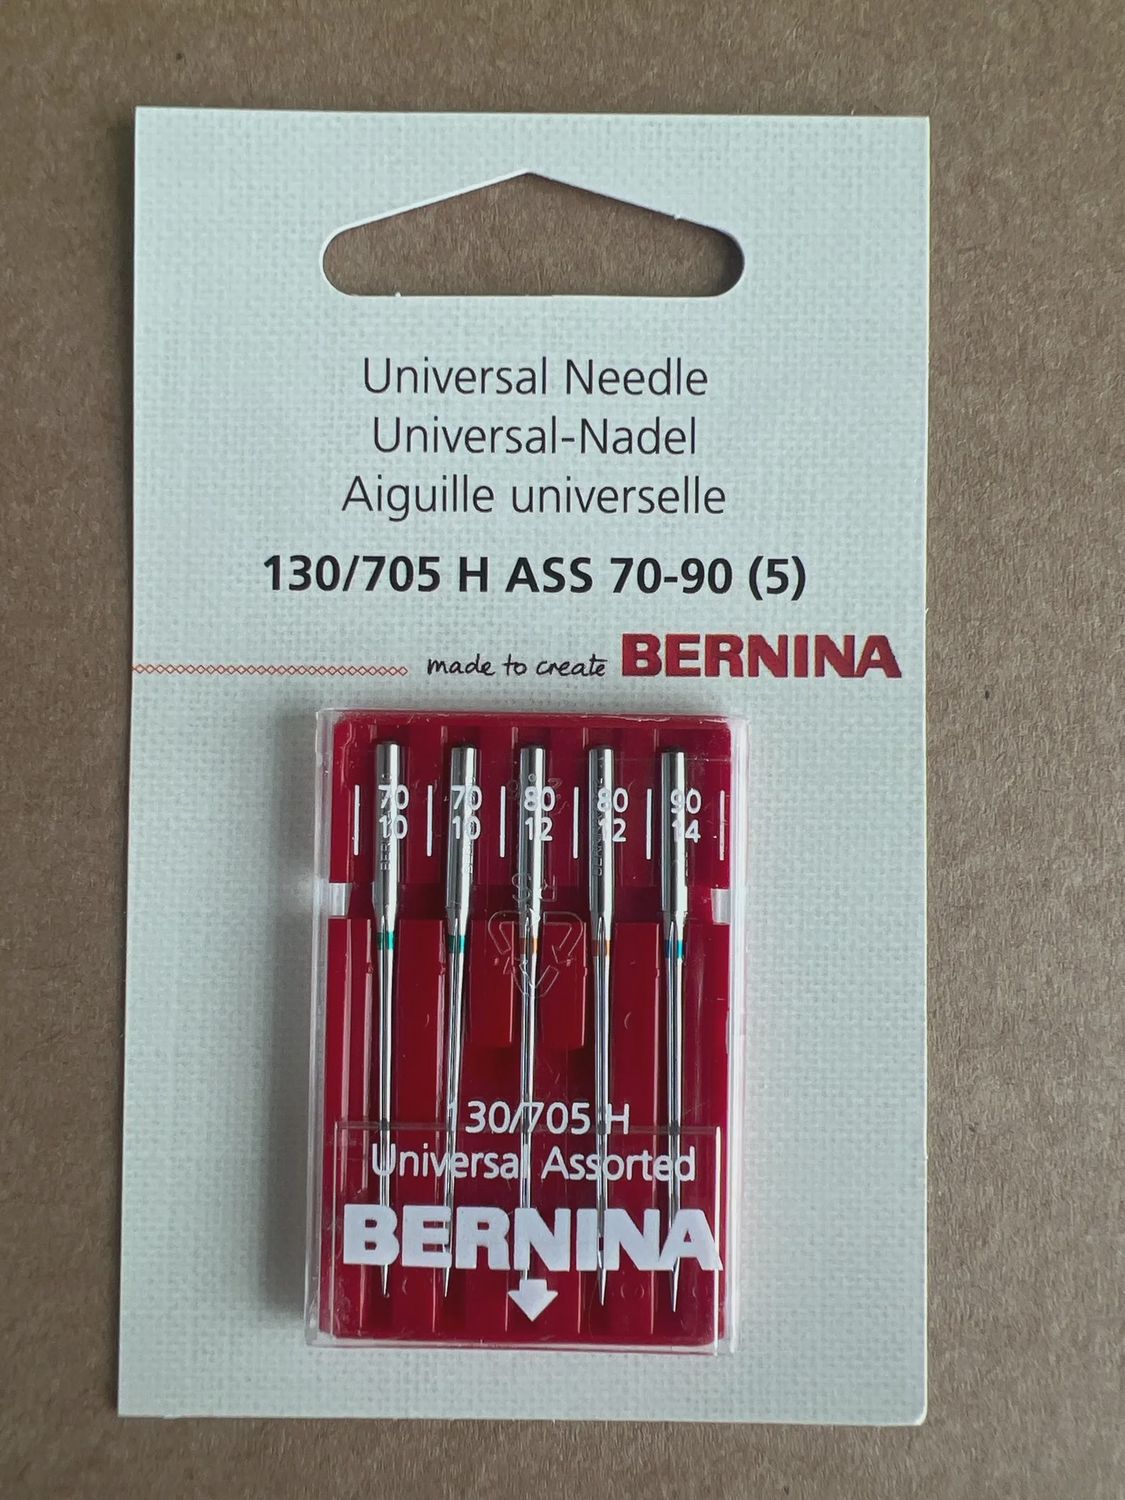 Universal Needle
Universal-Nadel
Aiguille universelle
130/705 H ASS 70-90 (5)
made to create BERNINA
70 70 80 80 90
10 10 12 12 14
130/705 H
Universal Assorted
BERNINA